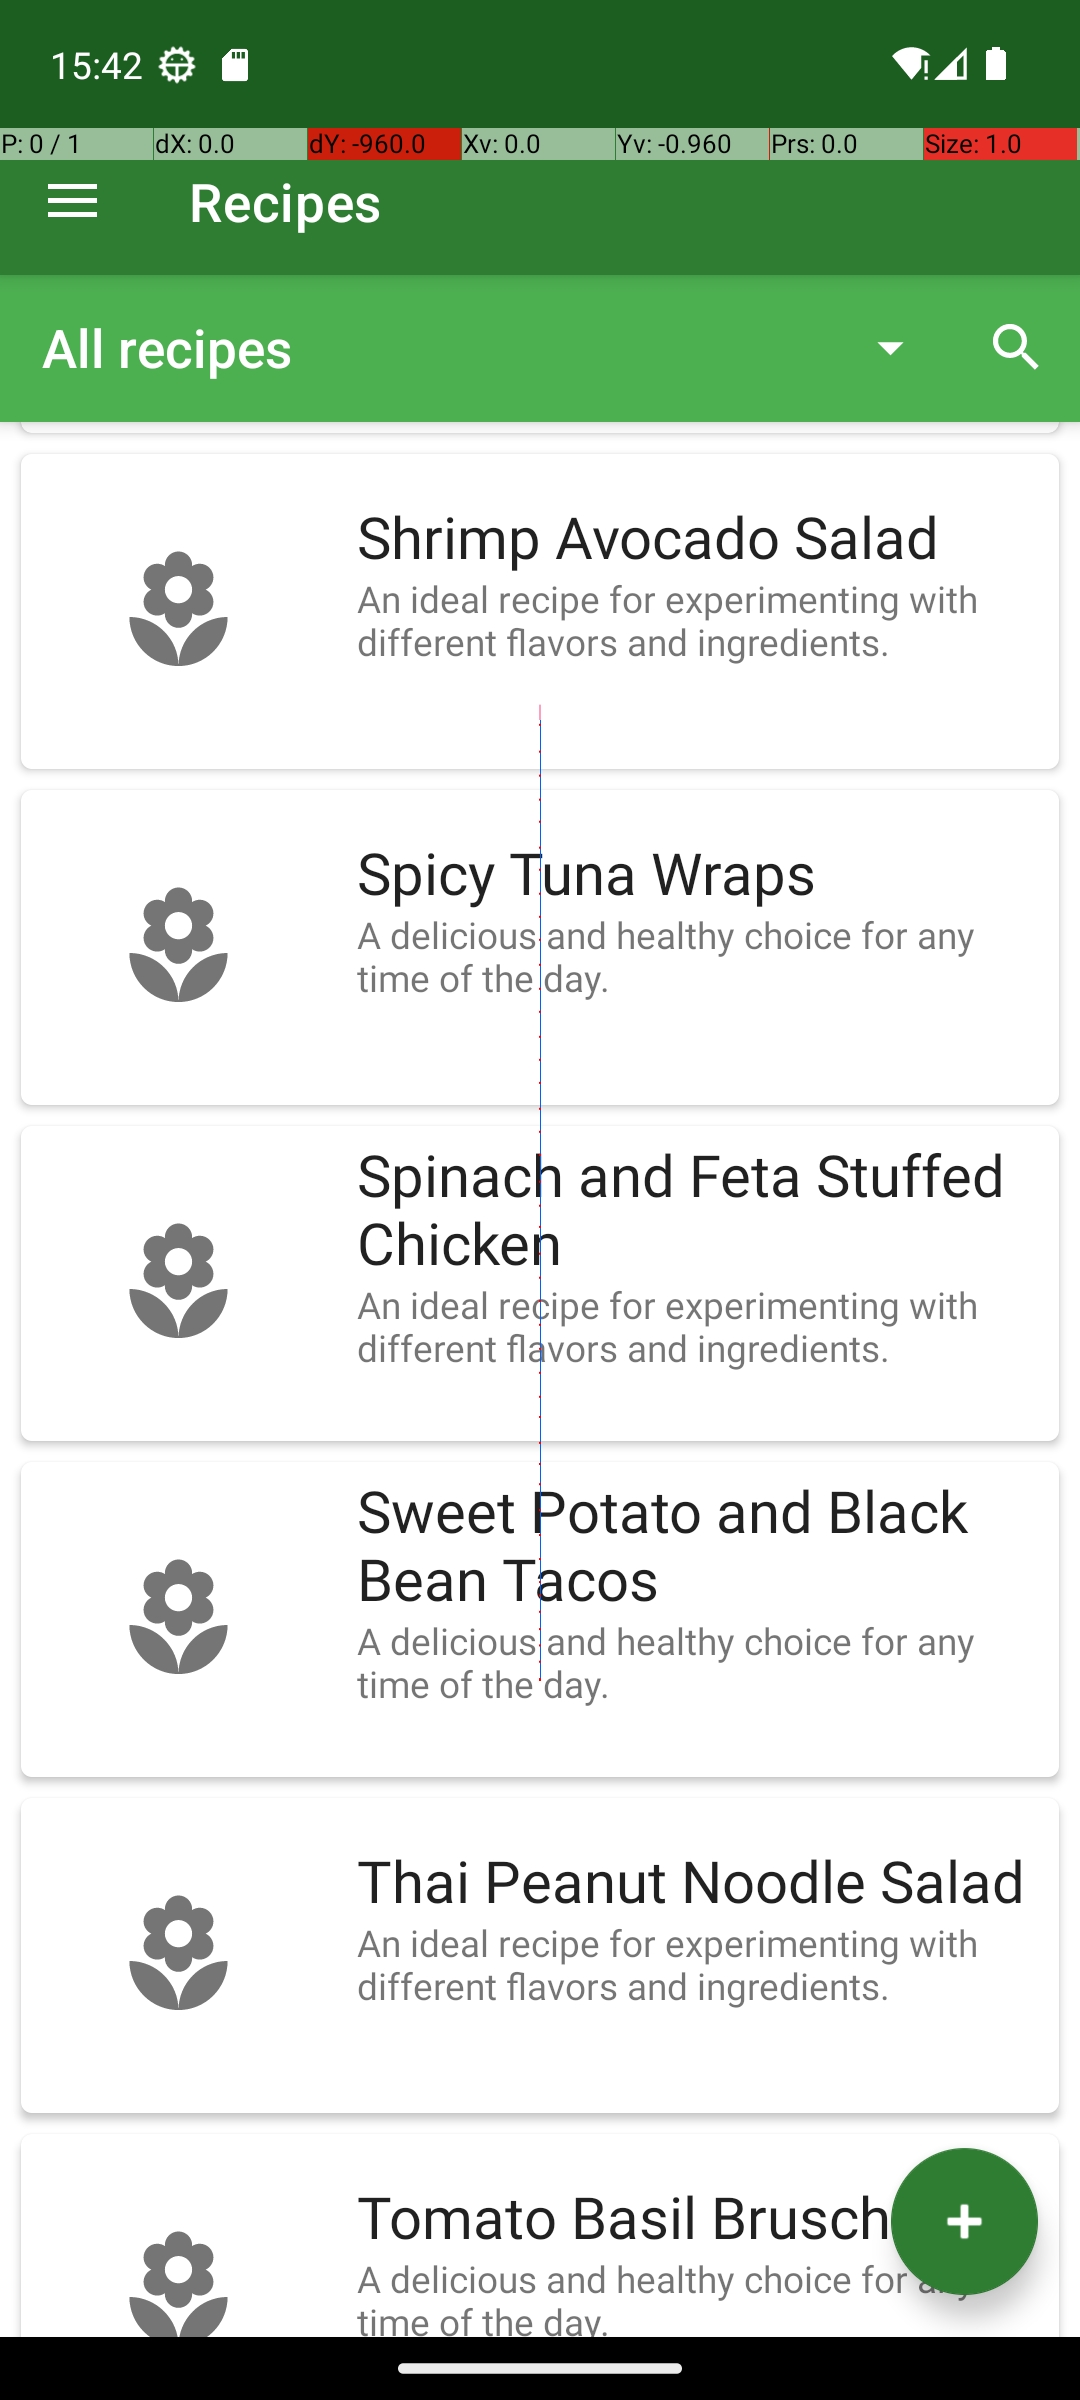 15:42
P: 0 / 1 dX: 0.0 dY: -960.0 Xv: 0.0 Yv: -0.960 Prs: 0.0 Size: 1.0
Recipes
All recipes
Shrimp Avocado Salad
An ideal recipe for experimenting with
different flavors and ingredients.
Spicy Tuna Wraps
A delicious and healthy choice for any
time of the day.
Spinach and Feta Stuffed
Chicken
An ideal recipe for experimenting with
different flavors and ingredients.
Sweet Potato and Black
Bean Tacos
A delicious and healthy choice for any
time of the day.
Thai Peanut Noodle Salad
An ideal recipe for experimenting with
different flavors and ingredients.
Tomato Basil Brusch
A delicious and healthy choice for any
time of the day.